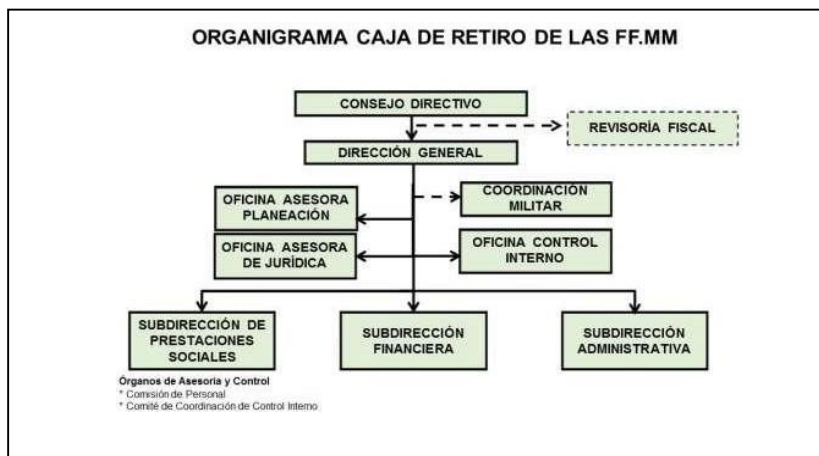 ORGANIGRAMA CAJA DE RETIRO DE LAS FF.MM
CONSEJO DIRECTIVO
REVISORÍA FISCAL
DIRECCIÓN GENERAL
OFICINA ASESORA
PLANEACIÓN
COORDINACIÓN
MILITAR
OFICINA ASESORA
DE JURÍDICA
OFICINA CONTROL
INTERNO
SUBDIRECCIÓN DE
PRESTACIONES
SOCIALES
SUBDIRECCIÓN
FINANCIERA
SUBDIRECCIÓN
ADMINISTRATIVA
Órganos de Asesoría y Control
* Comisión de Personal
* Comité de Coordinación de Control Interno